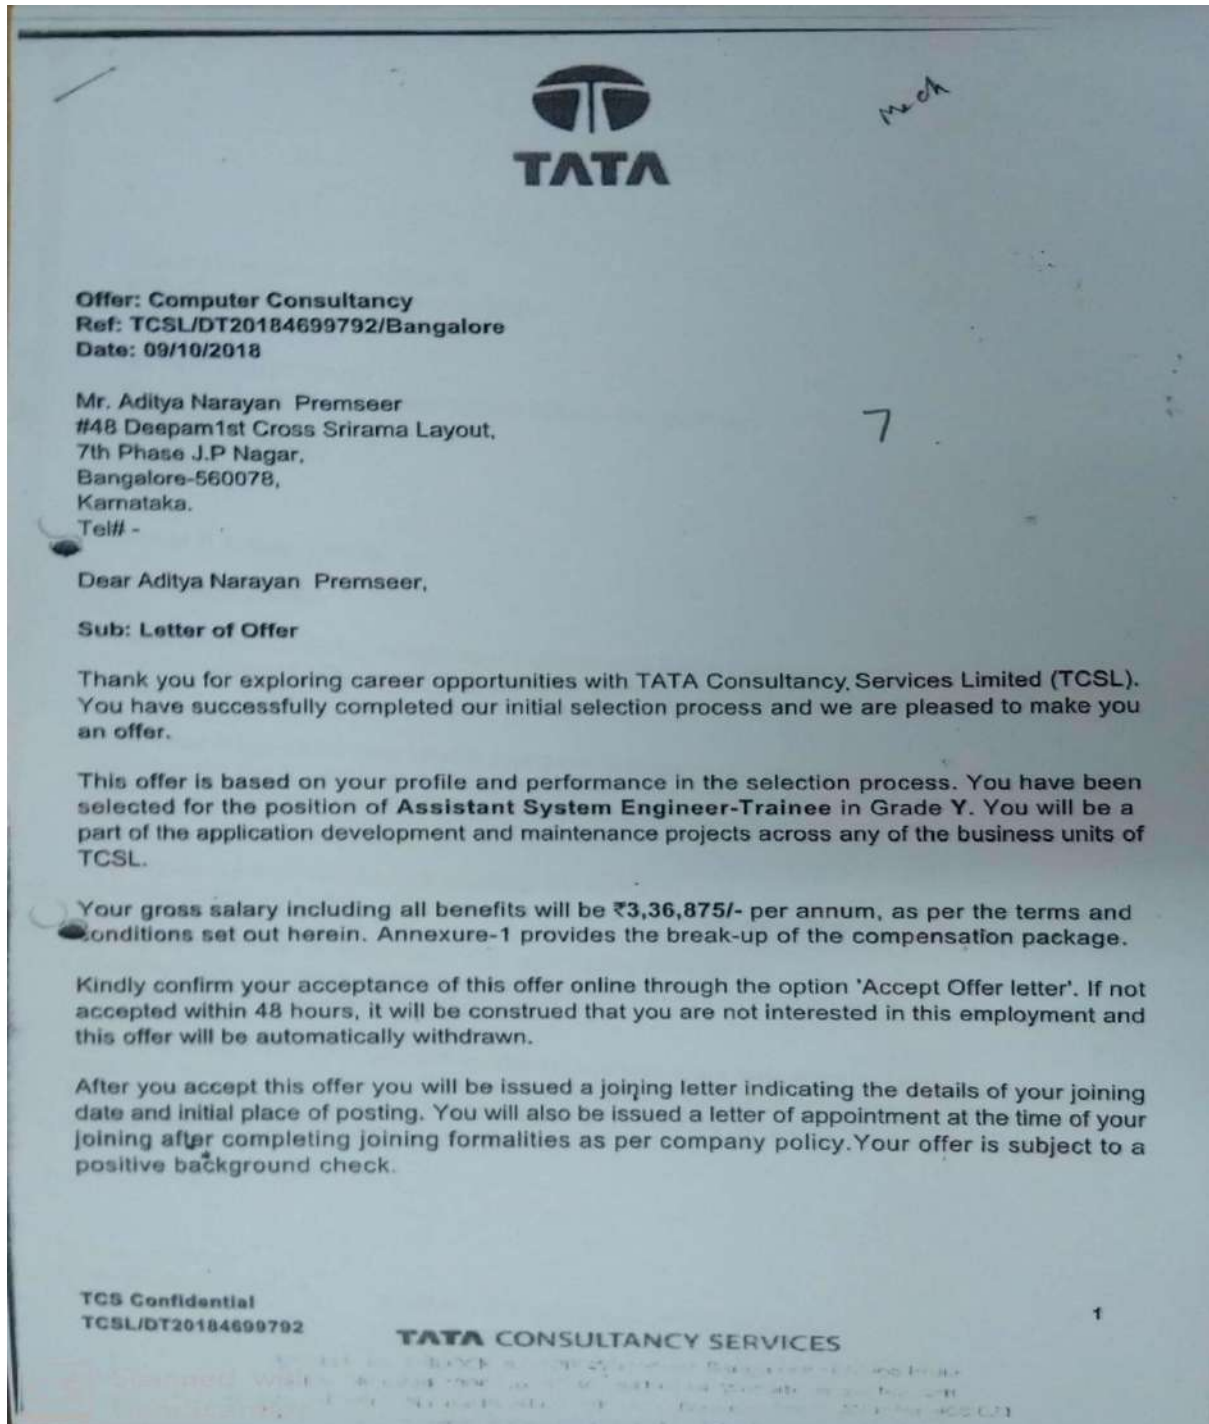 Mech
TATA
Offer: Computer Consultancy
Ref: TCSL/DT20184699792/Bangalore
Date: 09/10/2018
Mr. Aditya Narayan Premseer
#48 Deepam1st Cross Srirama Layout,
7th Phase J.P Nagar,
Bangalore-560078,
Karnataka.
Tel# -
7
Dear Aditya Narayan Premseer,
Sub: Letter of Offer
Thank you for exploring career opportunities with TATA Consultancy Services Limited (TCSL).
You have successfully completed our initial selection process and we are pleased to make you
an offer.
This offer is based on your profile and performance in the selection process. You have been
selected for the position of Assistant System Engineer-Trainee in Grade Y. You will be a
part of the application development and maintenance projects across any of the business units of
TCSL.
Your gross salary including all benefits will be ₹3,36,875/- per annum, as per the terms and
conditions set out herein. Annexure-1 provides the break-up of the compensation package.
Kindly confirm your acceptance of this offer online through the option 'Accept Offer letter'. If not
accepted within 48 hours, it will be construed that you are not interested in this employment and
this offer will be automatically withdrawn.
After you accept this offer you will be issued a joining letter indicating the details of your joining
date and initial place of posting. You will also be issued a letter of appointment at the time of your
joining after completing joining formalities as per company policy.Your offer is subject to a
positive background check.
TCS Confidential
TCSL/DT20184699792
1
TATA CONSULTANCY SERVICES